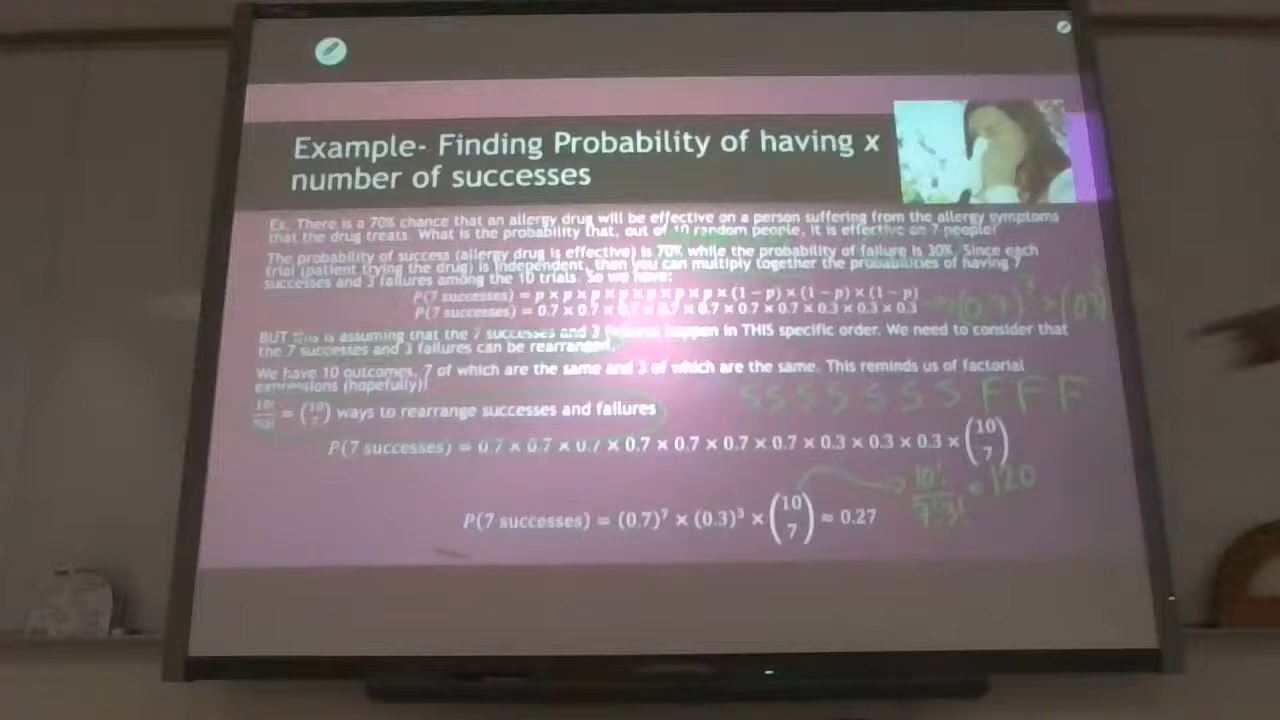 Example- Finding Probability of having x
number of successes
Ex. There is a 70% chance that an allergy drug will be effective on a person suffering from the allergy symptoms
that the drug treats. What is the probability that, out of 10 random people, it is effective on 7 people?
The probability of success (allergy drug is effective) is 70% while the probability of failure is 30%. Since each
trial (patient trying the drug) is independent, then you can multiply together the probabilities of having 7
successes and 3 failures among the 10 trials. So we have:
P(7 successes) = p × p × p × p × p × p × p × (1 − p) × (1 − p) × (1 − p)
P(7 successes) = 0.7 × 0.7 × 0.7 × 0.7 × 0.7 × 0.7 × 0.7 × 0.3 × 0.3 × 0.3
(0.7)⁷ × (0.3)
BUT this is assuming that the 7 successes and 3 failures happen in THIS specific order. We need to consider that
the 7 successes and 3 failures can be rearranged.
We have 10 outcomes, 7 of which are the same and 3 of which are the same. This reminds us of factorial
expressions (hopefully)!
S S S S S S S F F F
= (10 7) ways to rearrange successes and failures
P(7 successes) = 0.7 × 0.7 × 0.7 × 0.7 × 0.7 × 0.7 × 0.7 × 0.3 × 0.3 × 0.3 × (10 7)
10! / 7! 3! = 120
P(7 successes) = (0.7)⁷ × (0.3)³ × (10 7) ≈ 0.27